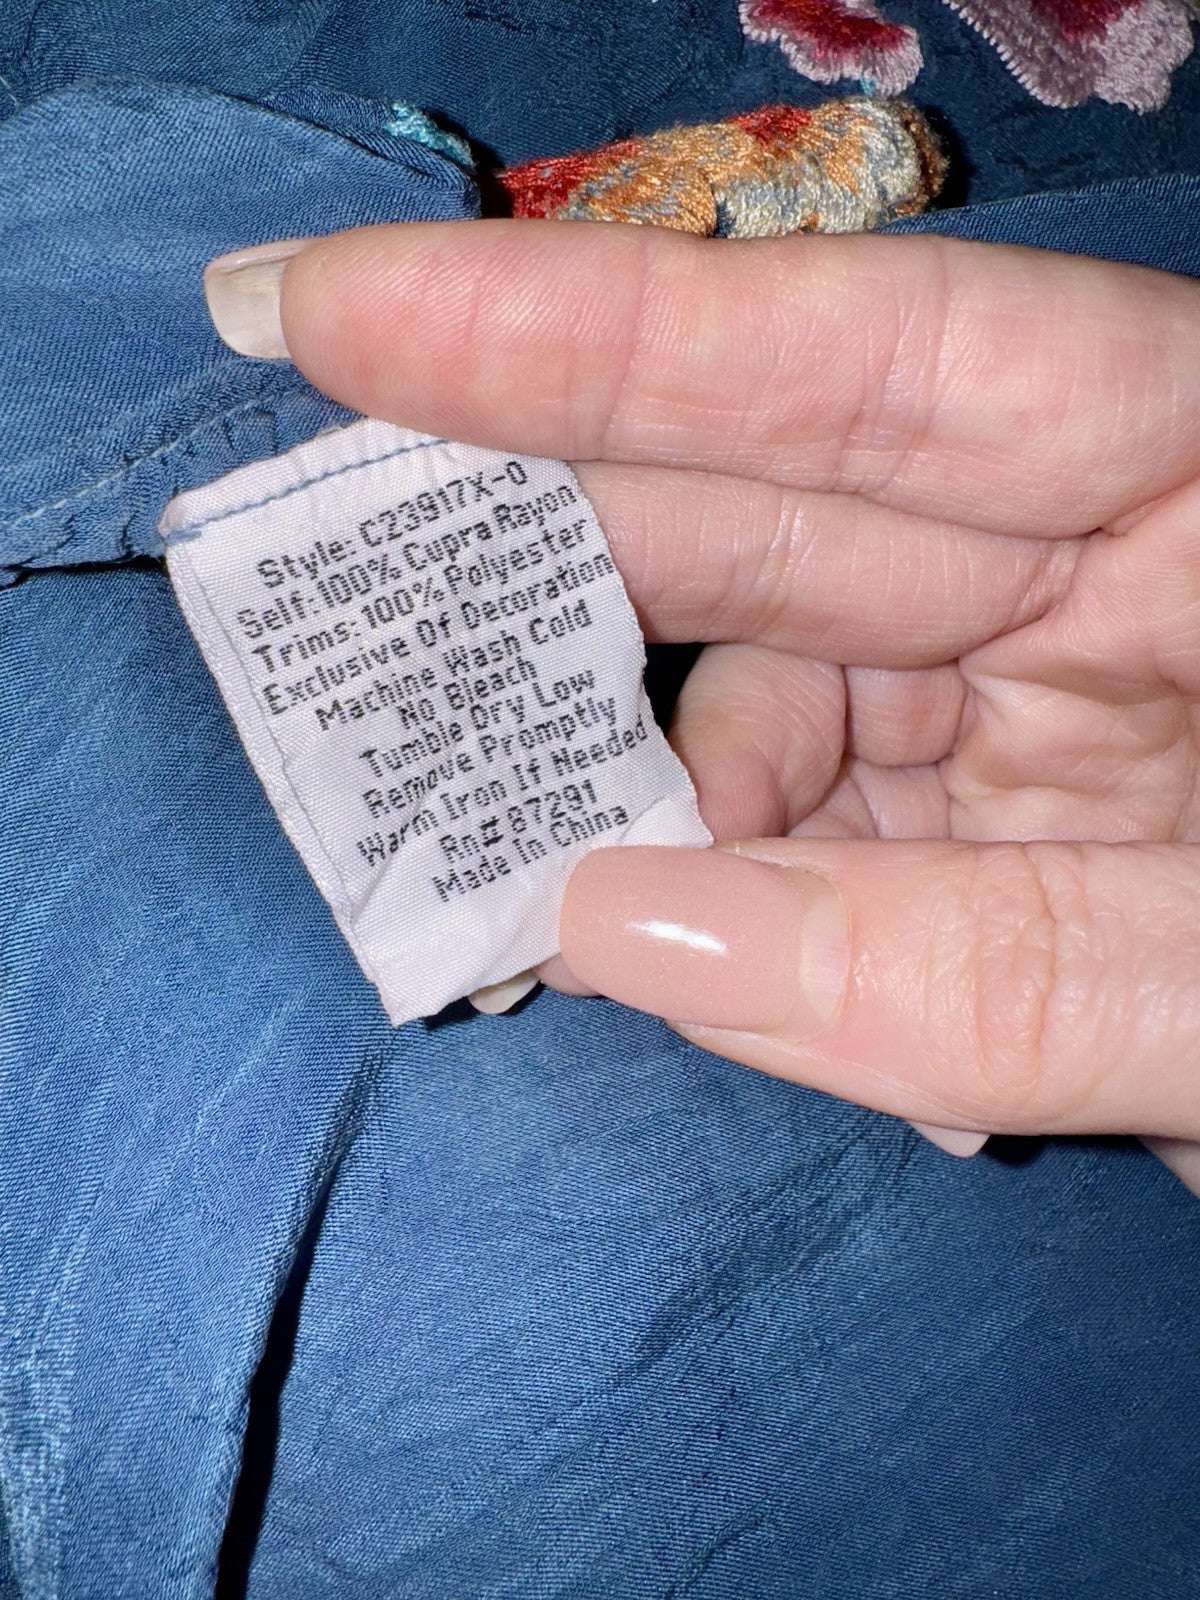 Style: C23917X-0
Self: 100% Cupra Rayon
Trims: 100% Polyester
Exclusive Of Decoration
Machine Wash Cold
No Bleach
Tumble Dry Low
Remove Promptly
Warm Iron If Needed
Rn# 87291
Made in China